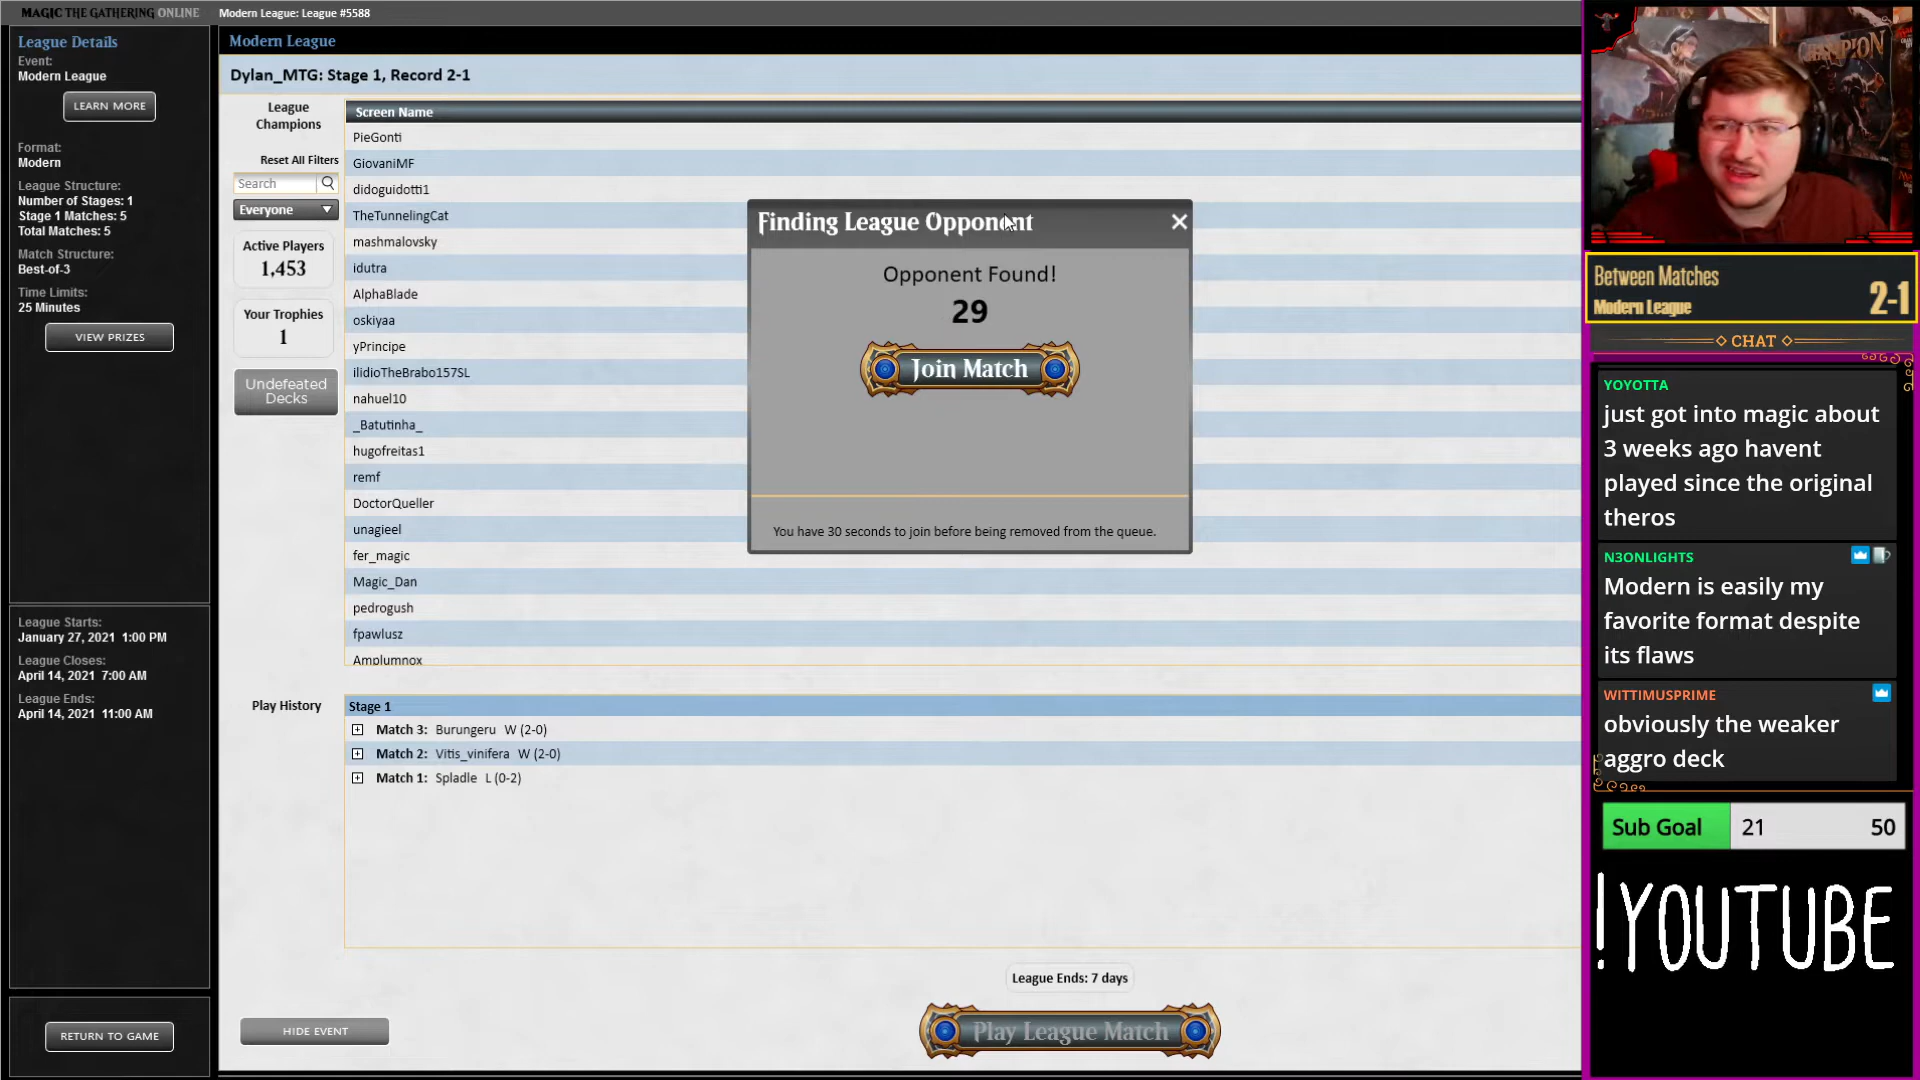 MAGIC THE GATHERING ONLINE
Modern League: League #5588
League Details
Event:
Modern League
LEARN MORE
Format:
Modern
League Structure:
Number of Stages: 1
Stage 1 Matches: 5
Total Matches: 5
Match Structure:
Best-of-3
Time Limits:
25 Minutes
VIEW PRIZES
League Starts:
January 27, 2021 1:00 PM
League Closes:
April 14, 2021 7:00 AM
League Ends:
April 14, 2021 11:00 AM
RETURN TO GAME
Modern League
Dylan_MTG: Stage 1, Record 2-1
League
Champions
Reset All Filters
Search
Everyone
Active Players
1,453
Your Trophies
1
Undefeated
Decks
Screen Name
PieGonti
GiovaniMF
didoguidotti1
TheTunnelingCat
mashmalovsky
idutra
AlphaBlade
oskiyaa
yPrincipe
ilidioTheBrabo157SL
nahuel10
_Batutinha_
hugofreitas1
remf
DoctorQueller
unagieel
fer_magic
Magic_Dan
pedrogush
fpawlusz
Amplumnox
Finding League Opponent
Opponent Found!
29
Join Match
You have 30 seconds to join before being removed from the queue.
Play History
Stage 1
Match 3: Burungeru W (2-0)
Match 2: Vitis_vinifera W (2-0)
Match 1: Spladle L (0-2)
League Ends: 7 days
HIDE EVENT
Play League Match
CHAMPION
Between Matches
Modern League
2-1
CHAT
YOYOTTA
just got into magic about
3 weeks ago havent
played since the original
theros
N3ONLIGHTS
Modern is easily my
favorite format despite
its flaws
WITTIMUSPRIME
obviously the weaker
aggro deck
Sub Goal 21 50
!YOUTUBE